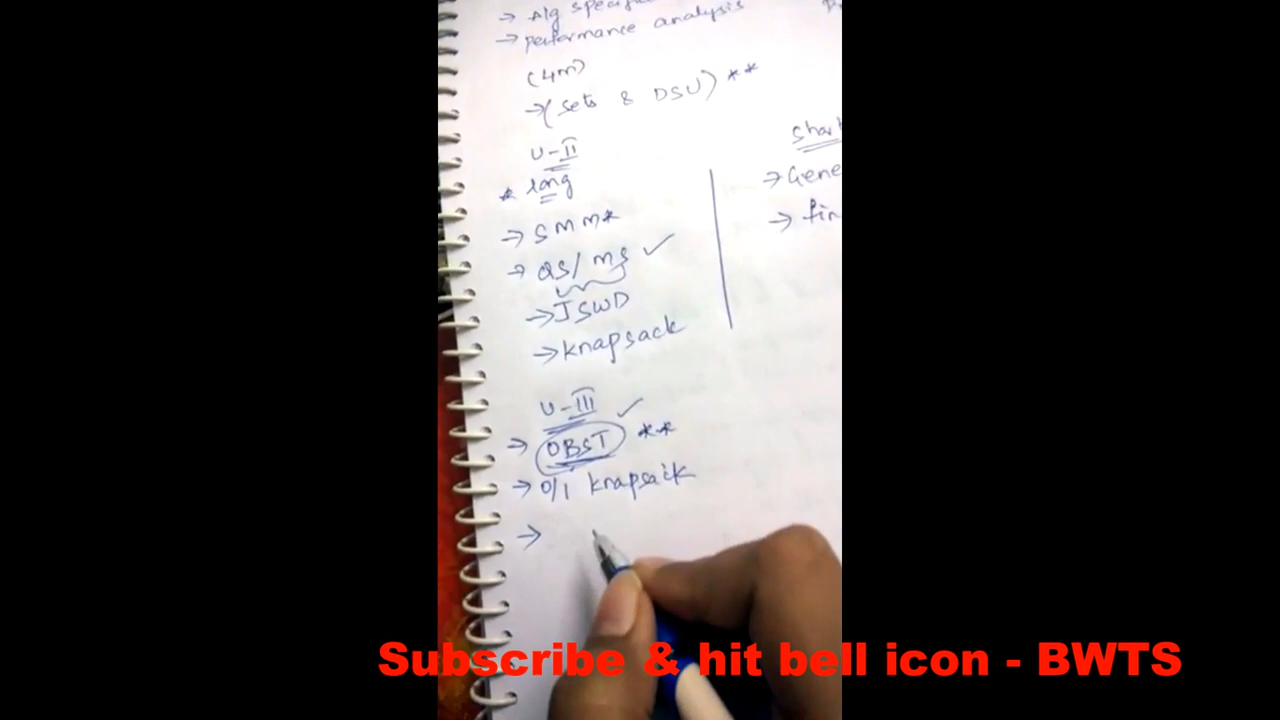 → Alg specifi
→ performance analysis
(4m)
→(sets & DSU) **
U-II
* long
→ SMM*
→ QS/ MS ✓
→ JSWD
→ Knapsack
Short
→ Gene
→ fin
U-III
→ OBST ✓ **
→ 0/1 knapsack
→
Subscribe & hit bell icon - BWTS